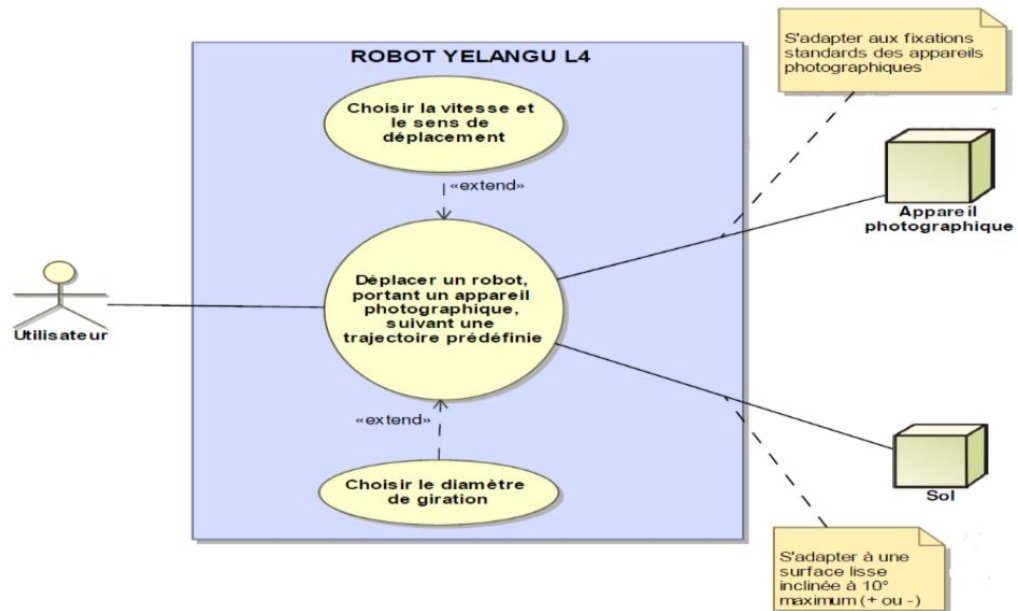 S'adapter aux fixations
standards des appareils
photographiques
ROBOT YELANGU L4
Choisir la vitesse et
le sens de
déplacement
«extend»
Appareil
photographique
Déplacer un robot,
portant un appareil
photographique,
suivant une
trajectoire prédéfinie
Utilisateur
«extend»
Choisir le diamètre
de giration
Sol
S'adapter à une
surface lisse
inclinée à 10°
maximum (+ ou -)